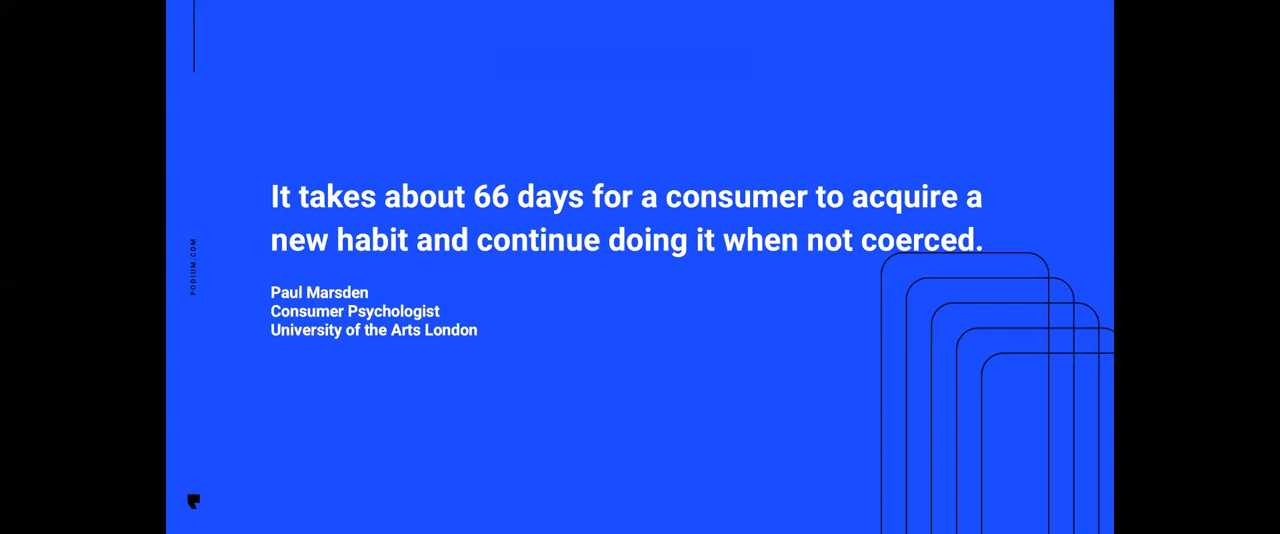 It takes about 66 days for a consumer to acquire a
new habit and continue doing it when not coerced.
Paul Marsden
Consumer Psychologist
University of the Arts London
PODIUM.COM